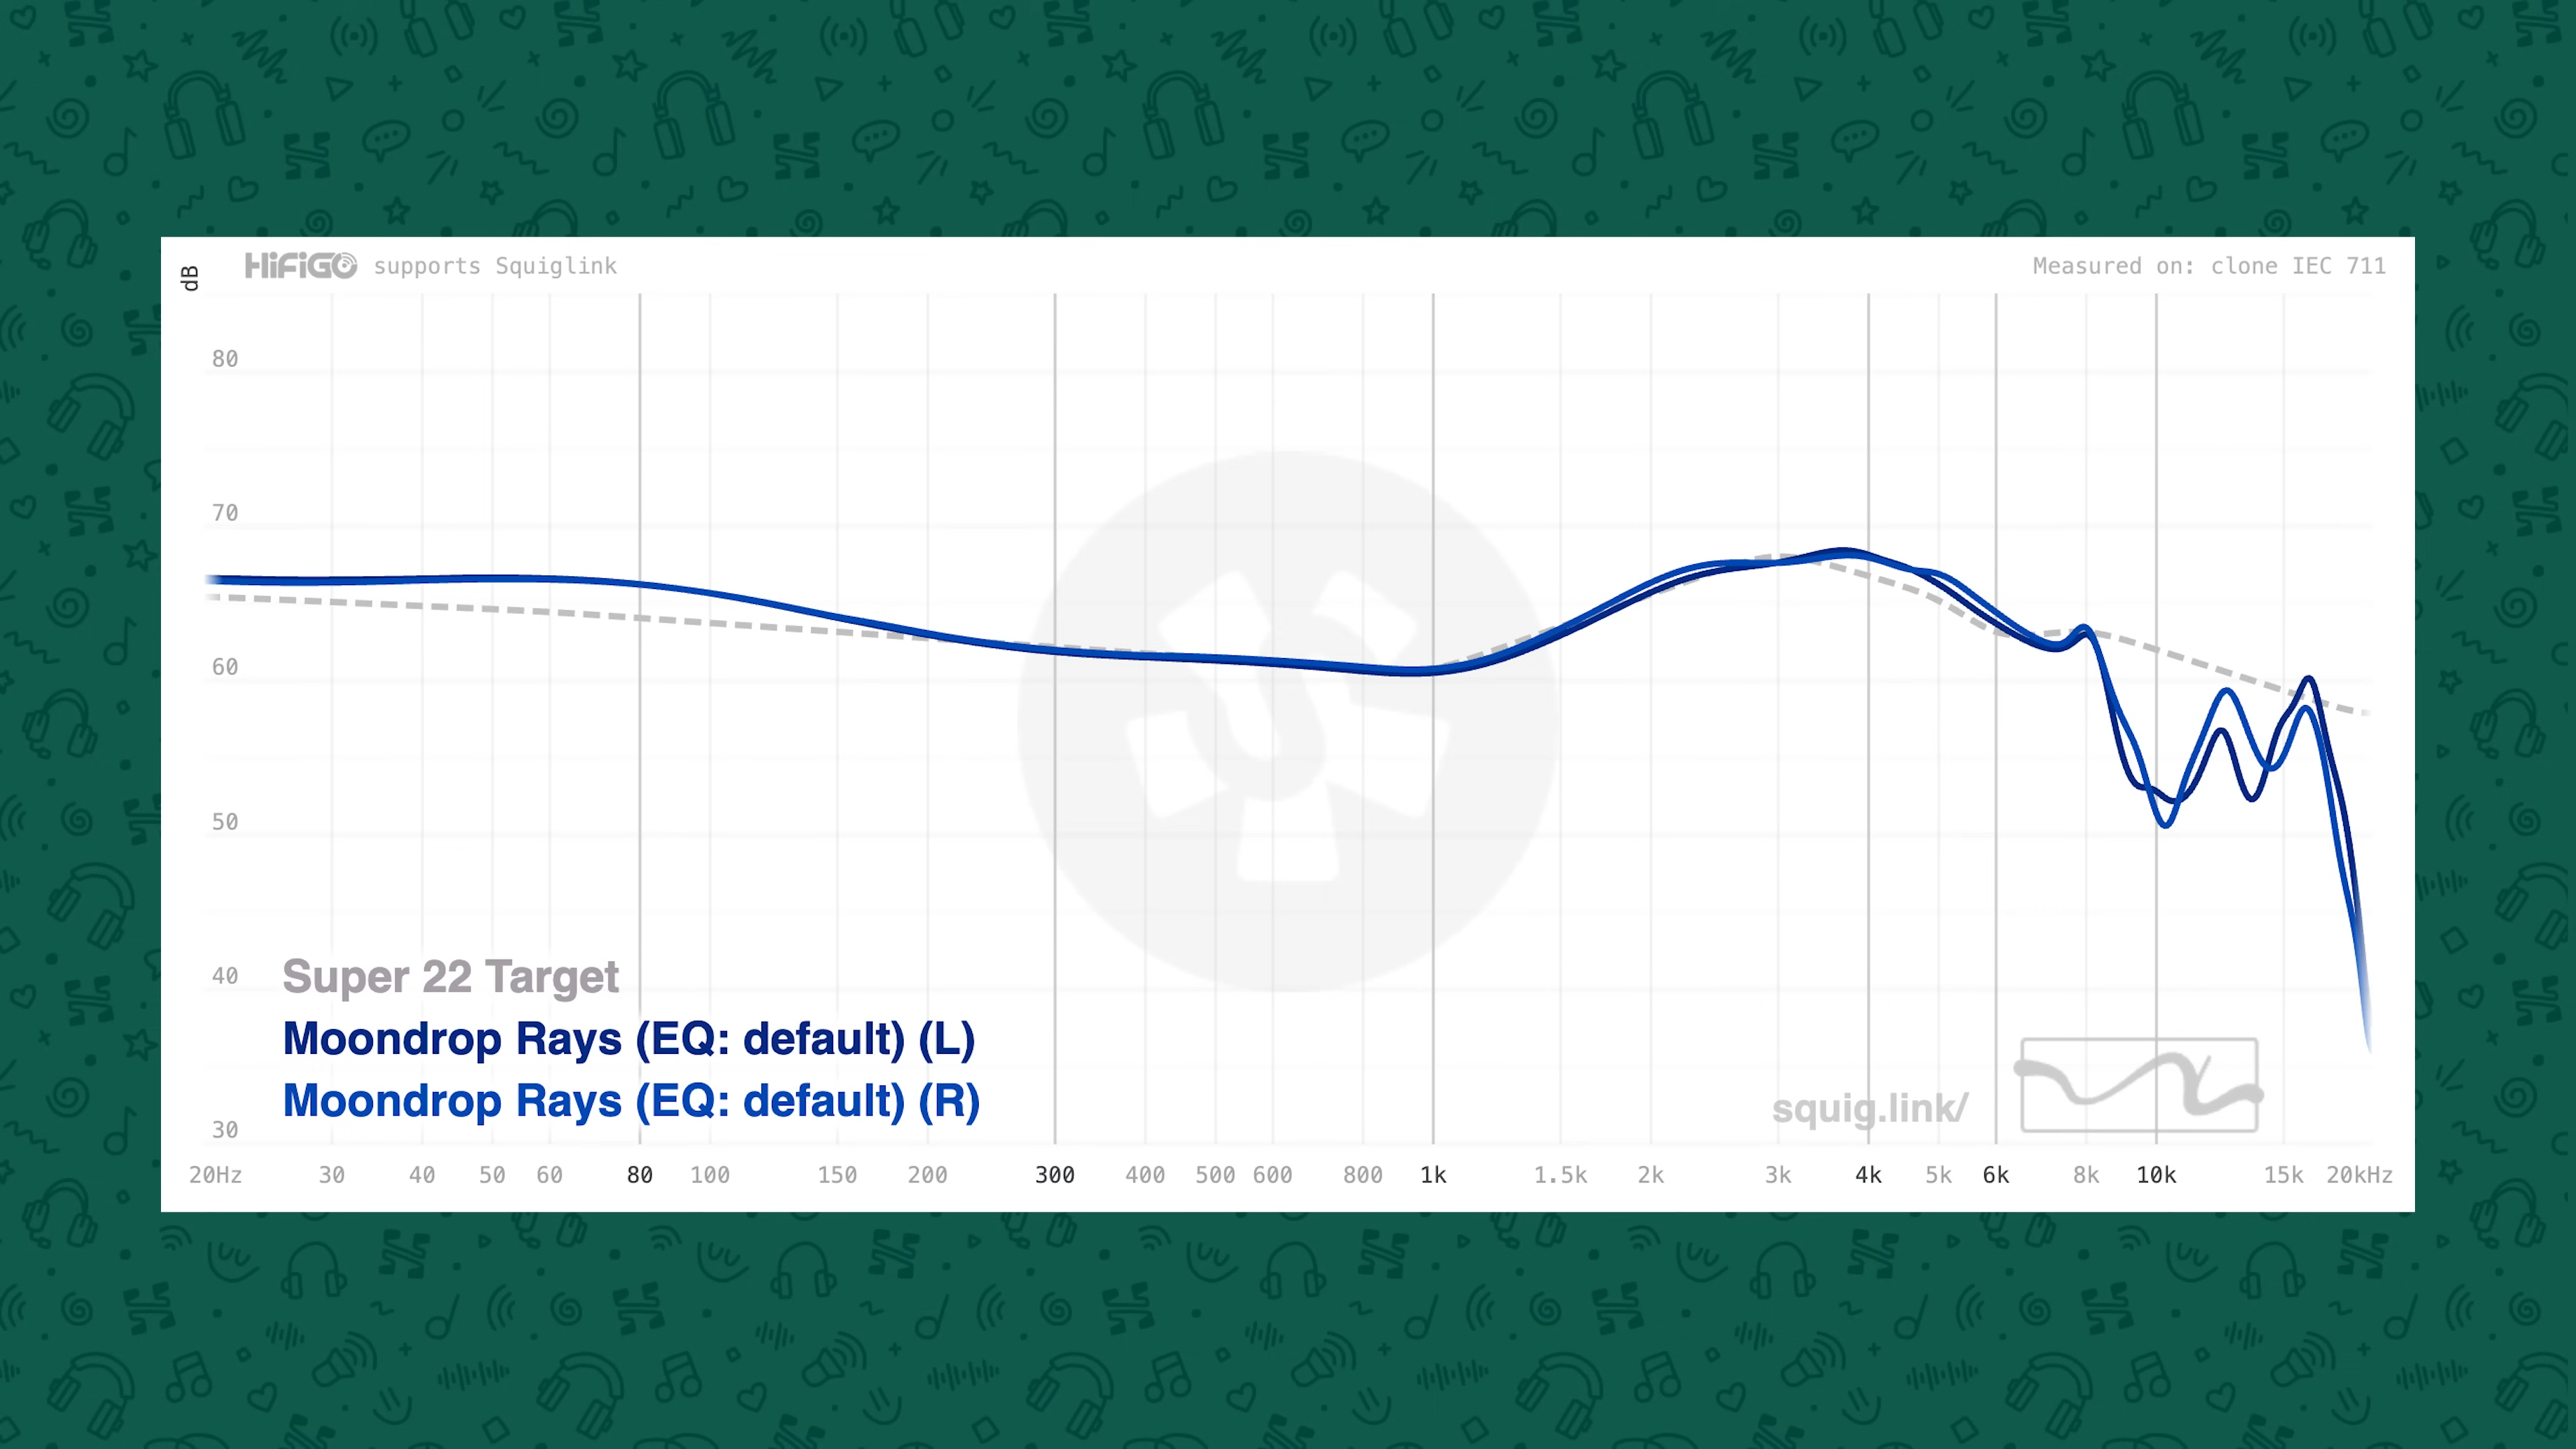 dB
HiFiGO supports Squiglink
Measured on: clone IEC 711
80
70
60
50
40
30
Super 22 Target
Moondrop Rays (EQ: default) (L)
Moondrop Rays (EQ: default) (R)
squig.link/
20Hz 30 40 50 60 80 100 150 200 300 400 500 600 800 1k 1.5k 2k 3k 4k 5k 6k 8k 10k 15k 20kHz